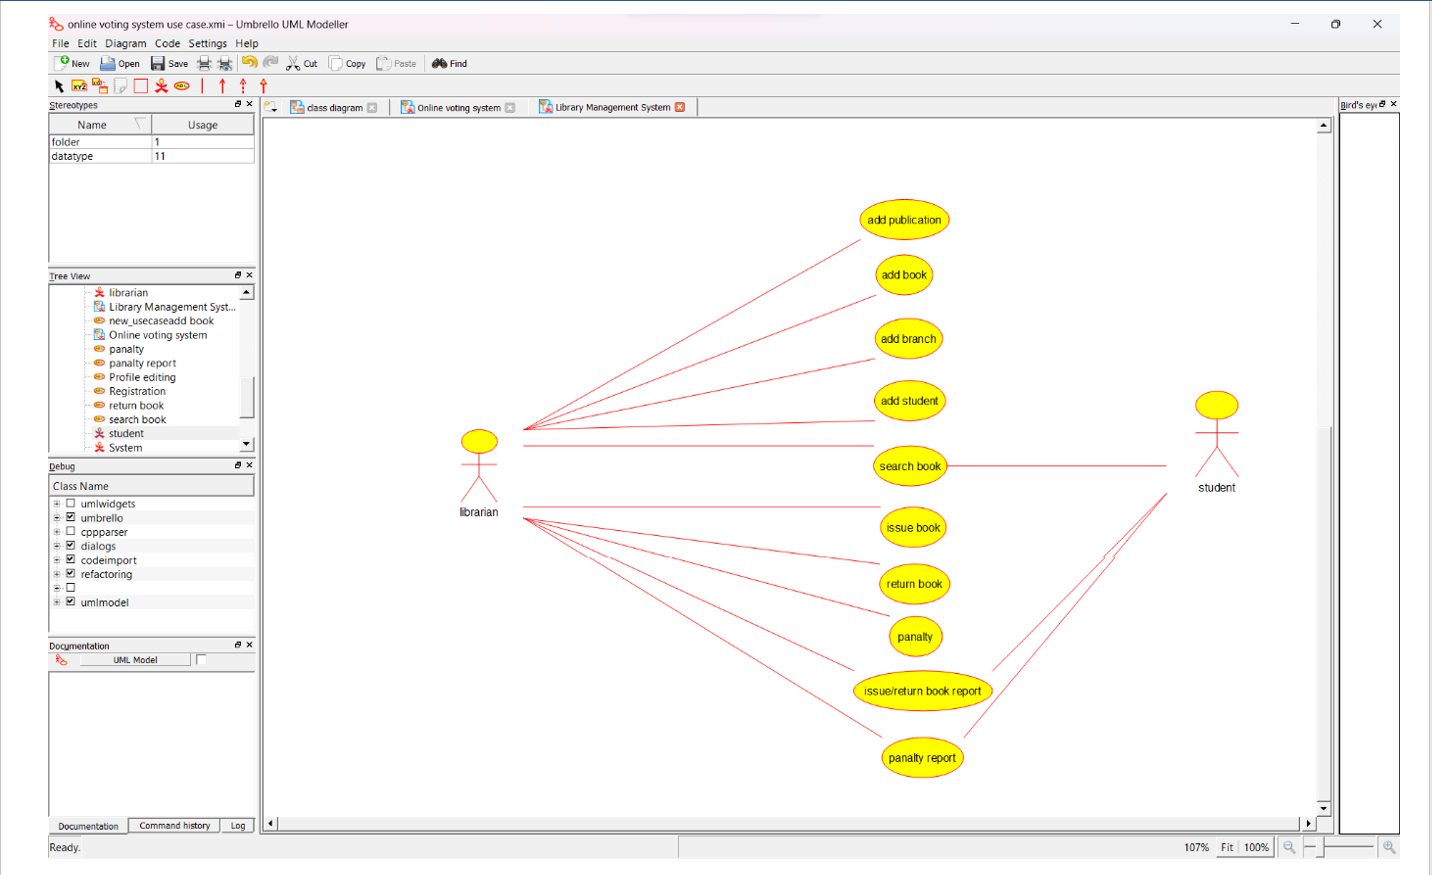 online voting system use case.xmi – Umbrello UML Modeller
File Edit Diagram Code Settings Help
New Open Save Cut Copy Paste Find
Stereotypes
Name Usage
folder 1
datatype 11
Tree View
librarian
Library Management Syst...
new_usecaseadd book
Online voting system
panalty
panalty report
Profile editing
Registration
return book
search book
student
System
Debug
Class Name
umlwidgets
umbrello
cppparser
dialogs
codeimport
refactoring
umlmodel
Documentation
UML Model
Documentation Command history Log
Ready.
class diagram Online voting system Library Management System
add publication
add book
add branch
add student
search book
issue book
return book
panalty
issue/return book report
panalty report
librarian
student
Bird's eye
107% Fit 100%